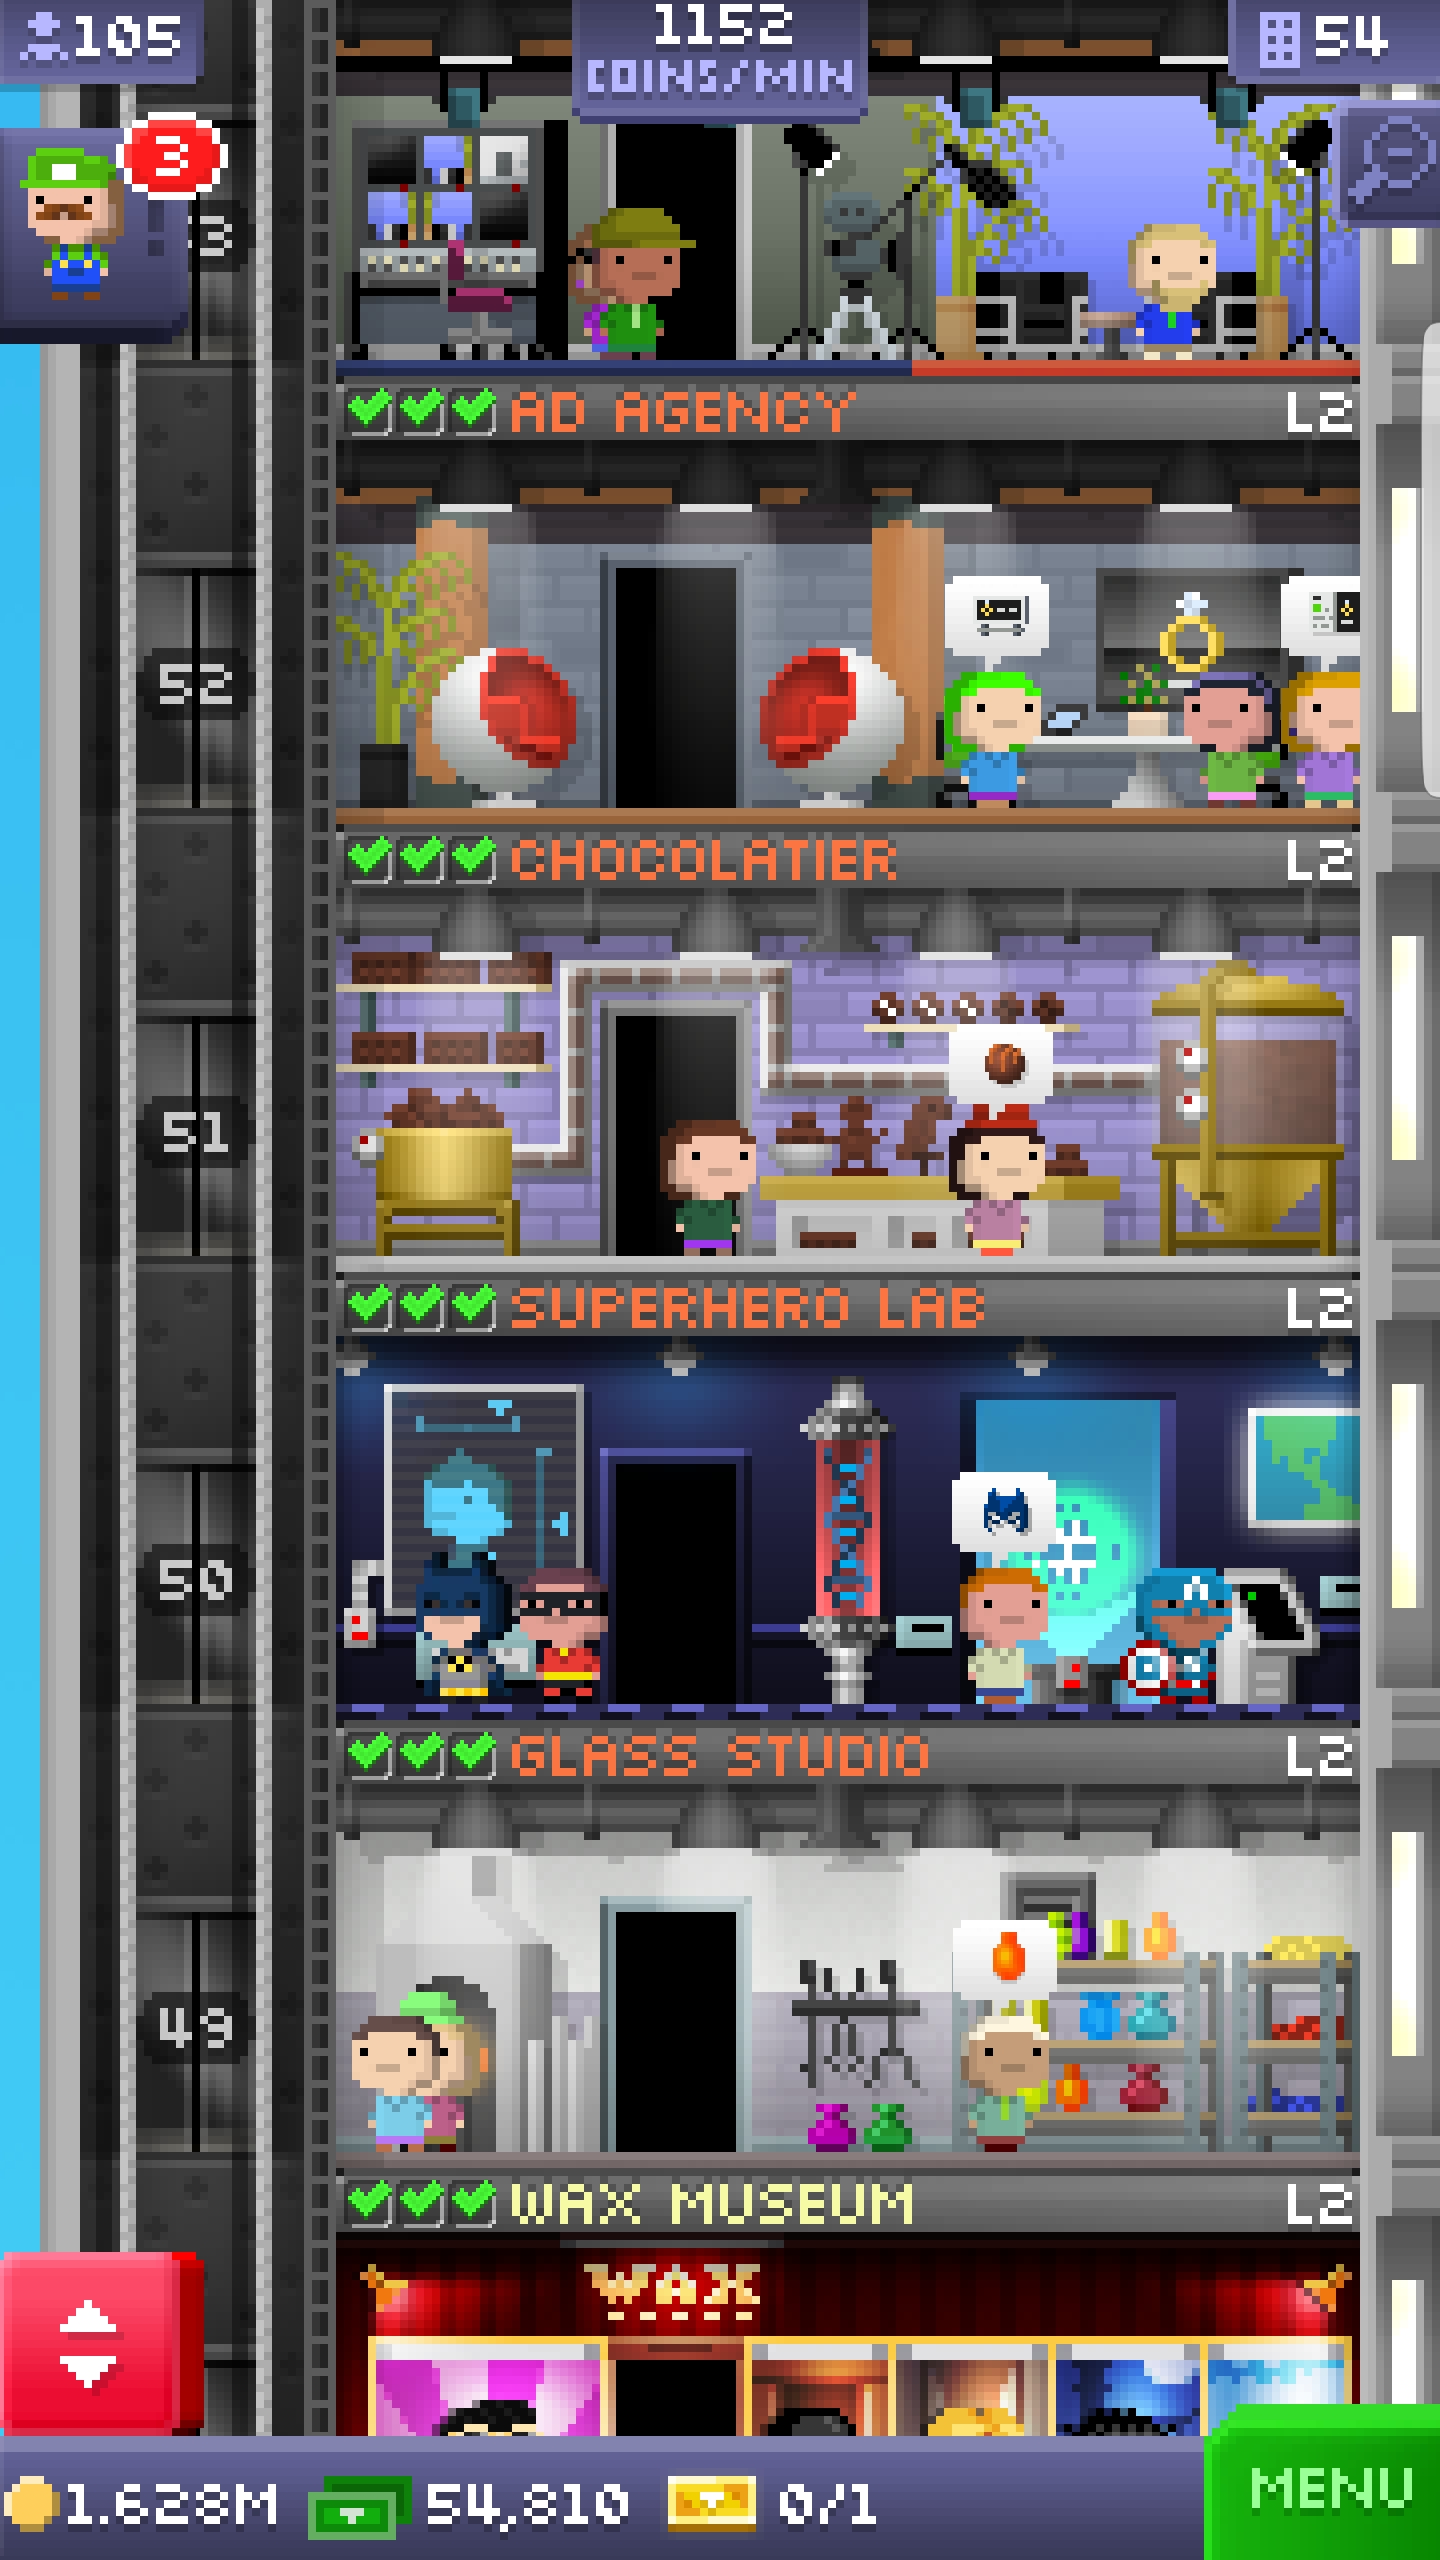 105
1152
COINS/MIN
54
3
3
AD AGENCY L2
52
CHOCOLATIER L2
51
SUPERHERO LAB L2
50
GLASS STUDIO L2
49
WAX MUSEUM L2
WAX
1.628M 54,810 0/1
MENU